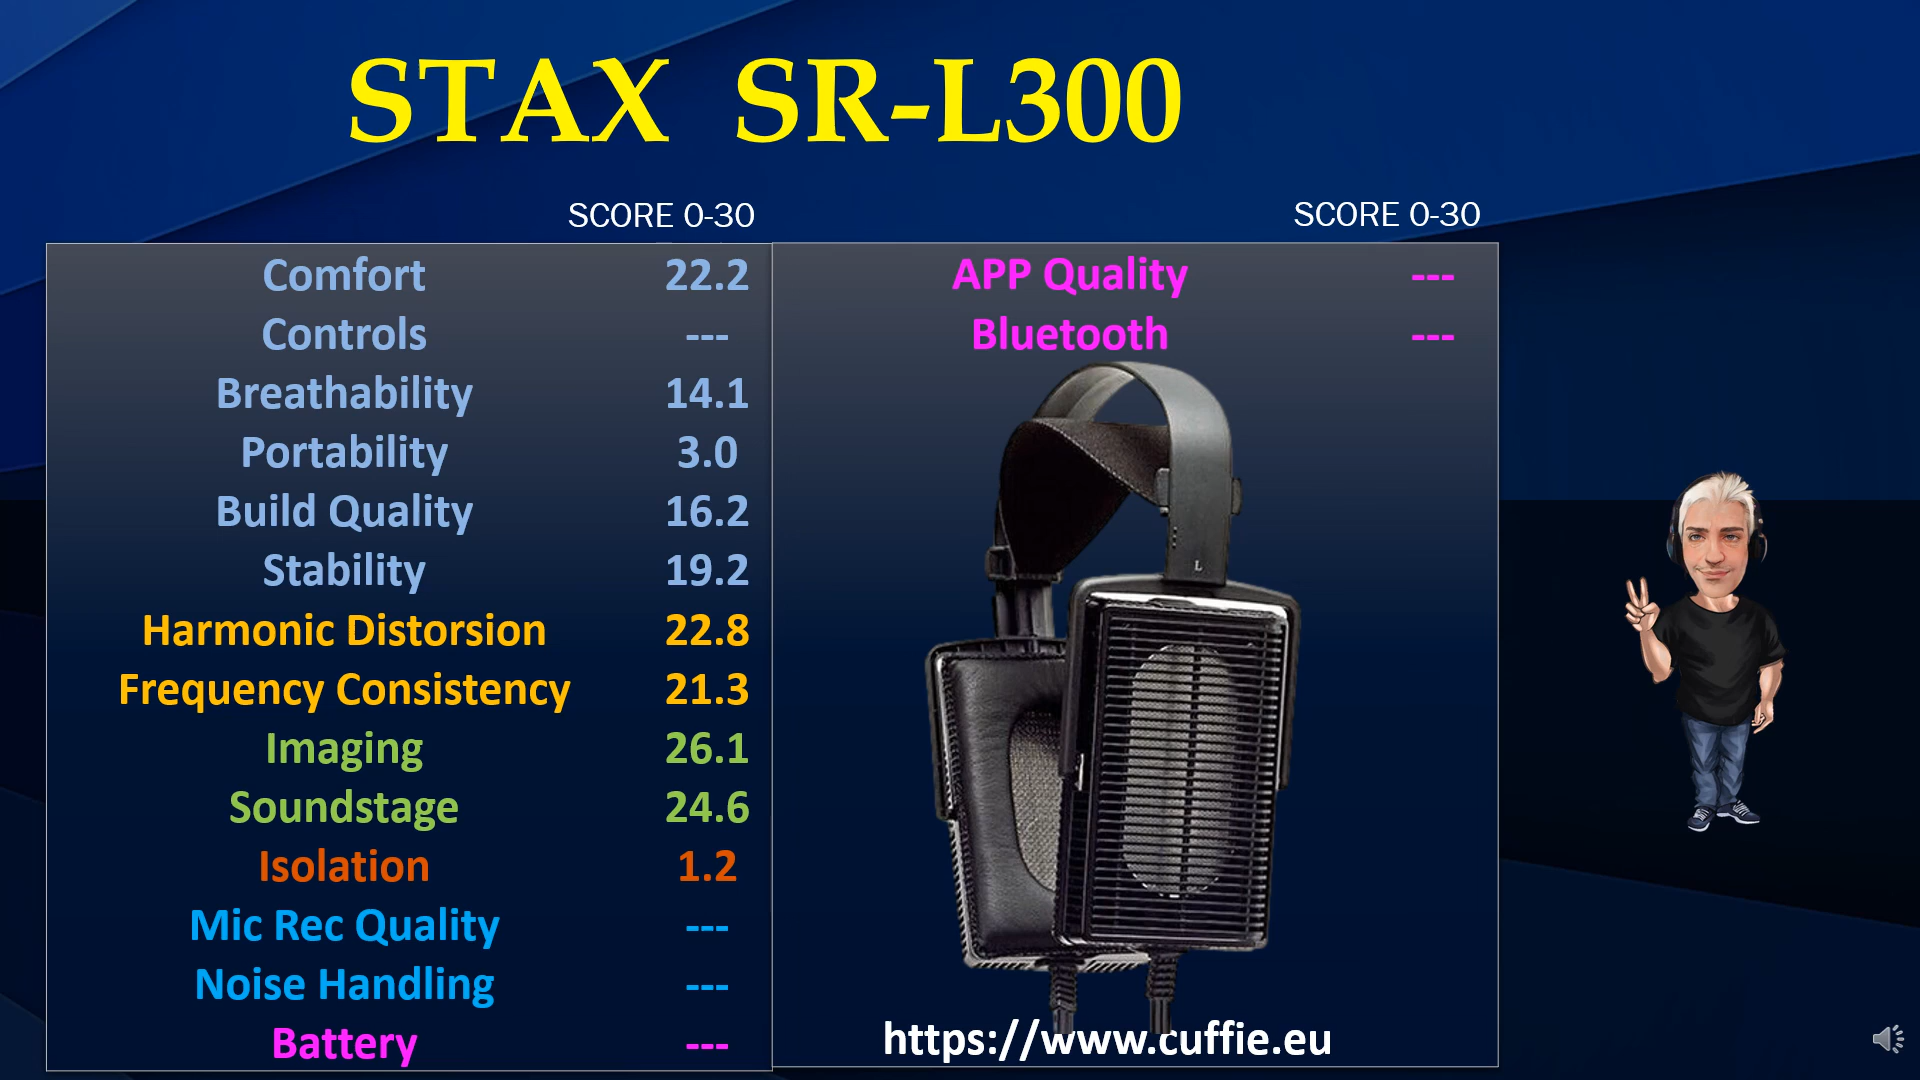 STAX SR-L300
SCORE 0-30
SCORE 0-30
Comfort 22.2
Controls ---
Breathability 14.1
Portability 3.0
Build Quality 16.2
Stability 19.2
Harmonic Distorsion 22.8
Frequency Consistency 21.3
Imaging 26.1
Soundstage 24.6
Isolation 1.2
Mic Rec Quality ---
Noise Handling ---
Battery ---
APP Quality ---
Bluetooth ---
L
https://www.cuffie.eu